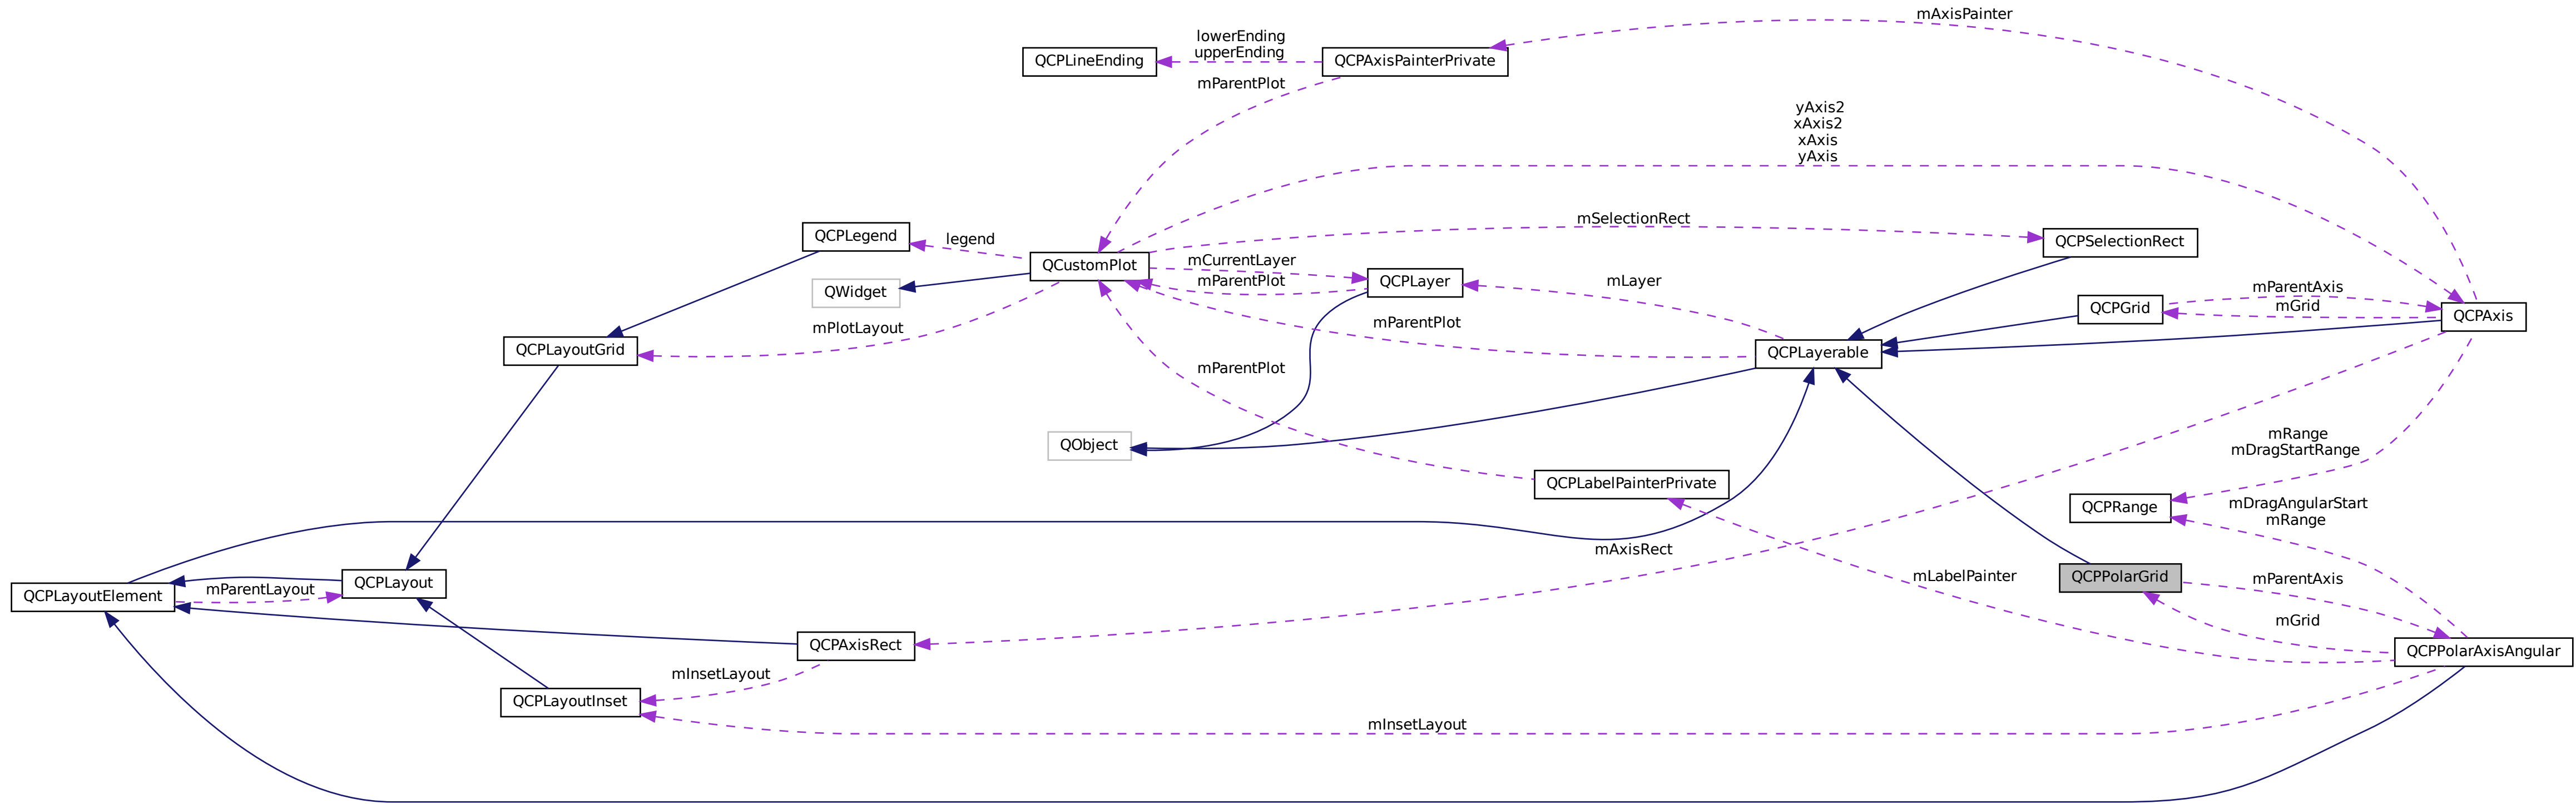 mAxisPainter
lowerEnding
upperEnding
QCPLineEnding
QCPAxisPainterPrivate
mParentPlot
yAxis2
xAxis2
xAxis
yAxis
mSelectionRect
QCPLegend
legend
QCPSelectionRect
QCustomPlot
mCurrentLayer
mParentPlot
QCPLayer
mLayer
QWidget
mParentAxis
mGrid
QCPGrid
QCPAxis
mPlotLayout
mParentPlot
QCPLayoutGrid
QCPLayerable
mParentPlot
mRange
mDragStartRange
QObject
QCPLabelPainterPrivate
QCPRange
mDragAngularStart
mRange
mAxisRect
mLabelPainter
QCPPolarGrid
mParentAxis
QCPLayout
QCPLayoutElement
mParentLayout
mGrid
QCPAxisRect
QCPPolarAxisAngular
mInsetLayout
QCPLayoutInset
mInsetLayout